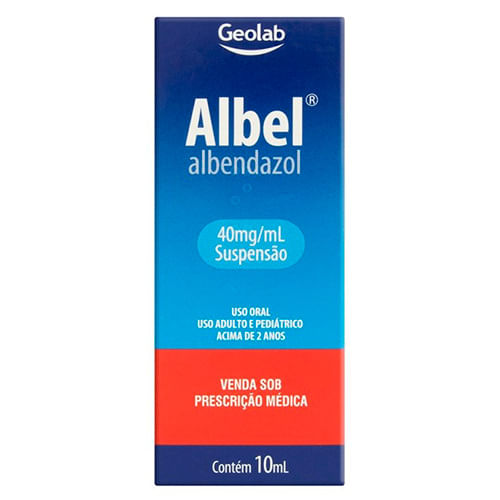 Geolab
Albel®
albendazol
40mg/mL
Suspensão
USO ORAL
USO ADULTO E PEDIÁTRICO
ACIMA DE 2 ANOS
VENDA SOB
PRESCRIÇÃO MÉDICA
Contém 10mL